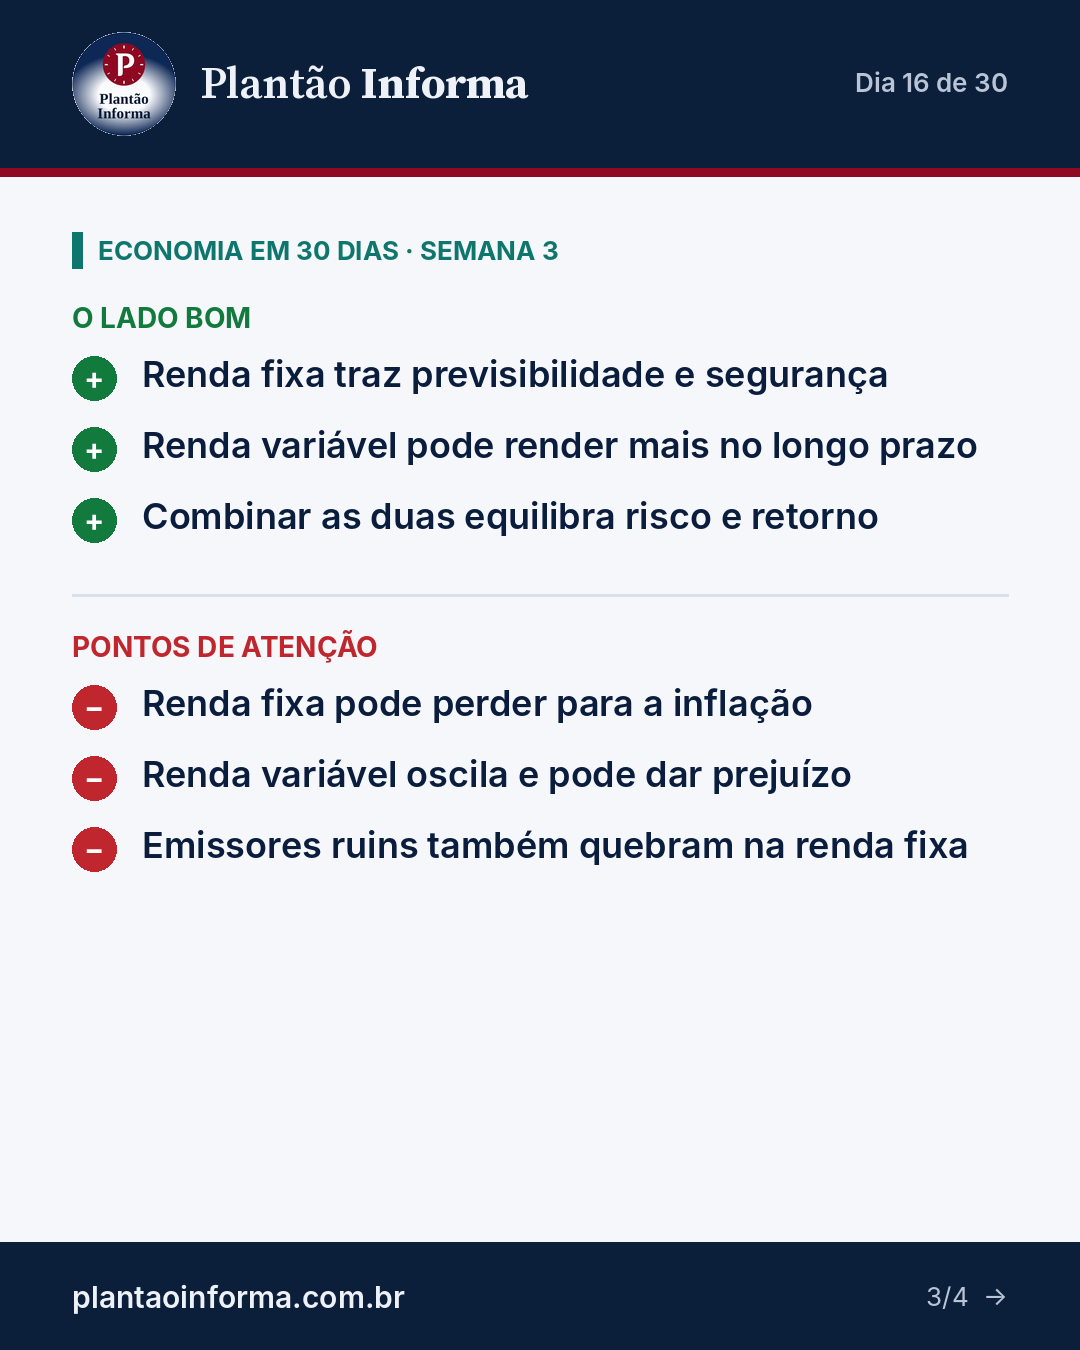 P
Plantão
Informa
Plantão Informa
Dia 16 de 30
ECONOMIA EM 30 DIAS · SEMANA 3
O LADO BOM
+ Renda fixa traz previsibilidade e segurança
+ Renda variável pode render mais no longo prazo
+ Combinar as duas equilibra risco e retorno
PONTOS DE ATENÇÃO
– Renda fixa pode perder para a inflação
– Renda variável oscila e pode dar prejuízo
– Emissores ruins também quebram na renda fixa
plantaoinforma.com.br
3/4 →